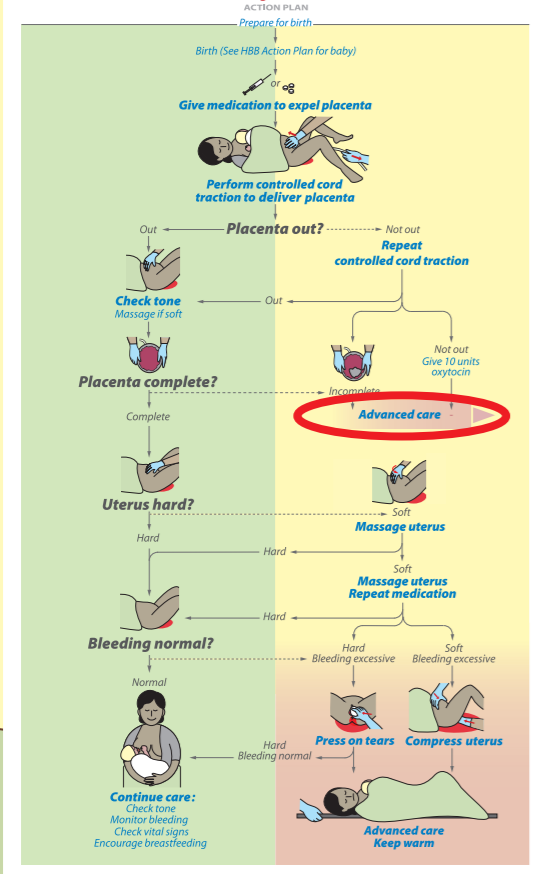 ACTION PLAN
Prepare for birth
Birth (See HBB Action Plan for baby)
or
Give medication to expel placenta
Perform controlled cord
traction to deliver placenta
Out
Placenta out?
Not out
Repeat
controlled cord traction
Out
Check tone
Massage if soft
Not out
Give 10 units
oxytocin
Placenta complete?
Incomplete
Complete
Advanced care
Uterus hard?
Soft
Massage uterus
Hard
Hard
Soft
Massage uterus
Repeat medication
Hard
Bleeding normal?
Hard
Bleeding excessive
Soft
Bleeding excessive
Normal
Press on tears
Compress uterus
Hard
Bleeding normal
Continue care:
Check tone
Monitor bleeding
Check vital signs
Encourage breastfeeding
Advanced care
Keep warm